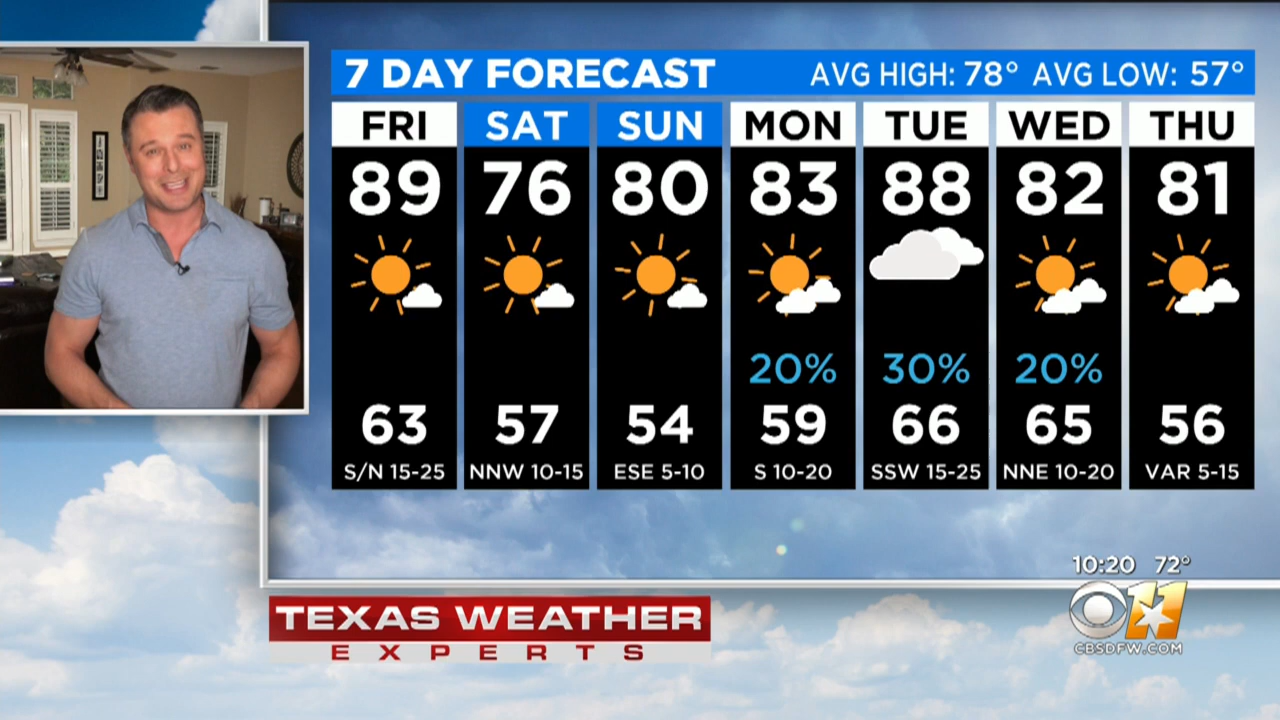 7 DAY FORECAST AVG HIGH: 78° AVG LOW: 57°
FRI SAT SUN MON TUE WED THU
89 76 80 83 88 82 81
20% 30% 20%
63 57 54 59 66 65 56
S/N 15-25 NNW 10-15 ESE 5-10 S 10-20 SSW 15-25 NNE 10-20 VAR 5-15
10:20 72°
TEXAS WEATHER
EXPERTS
11
CBSDFW.COM